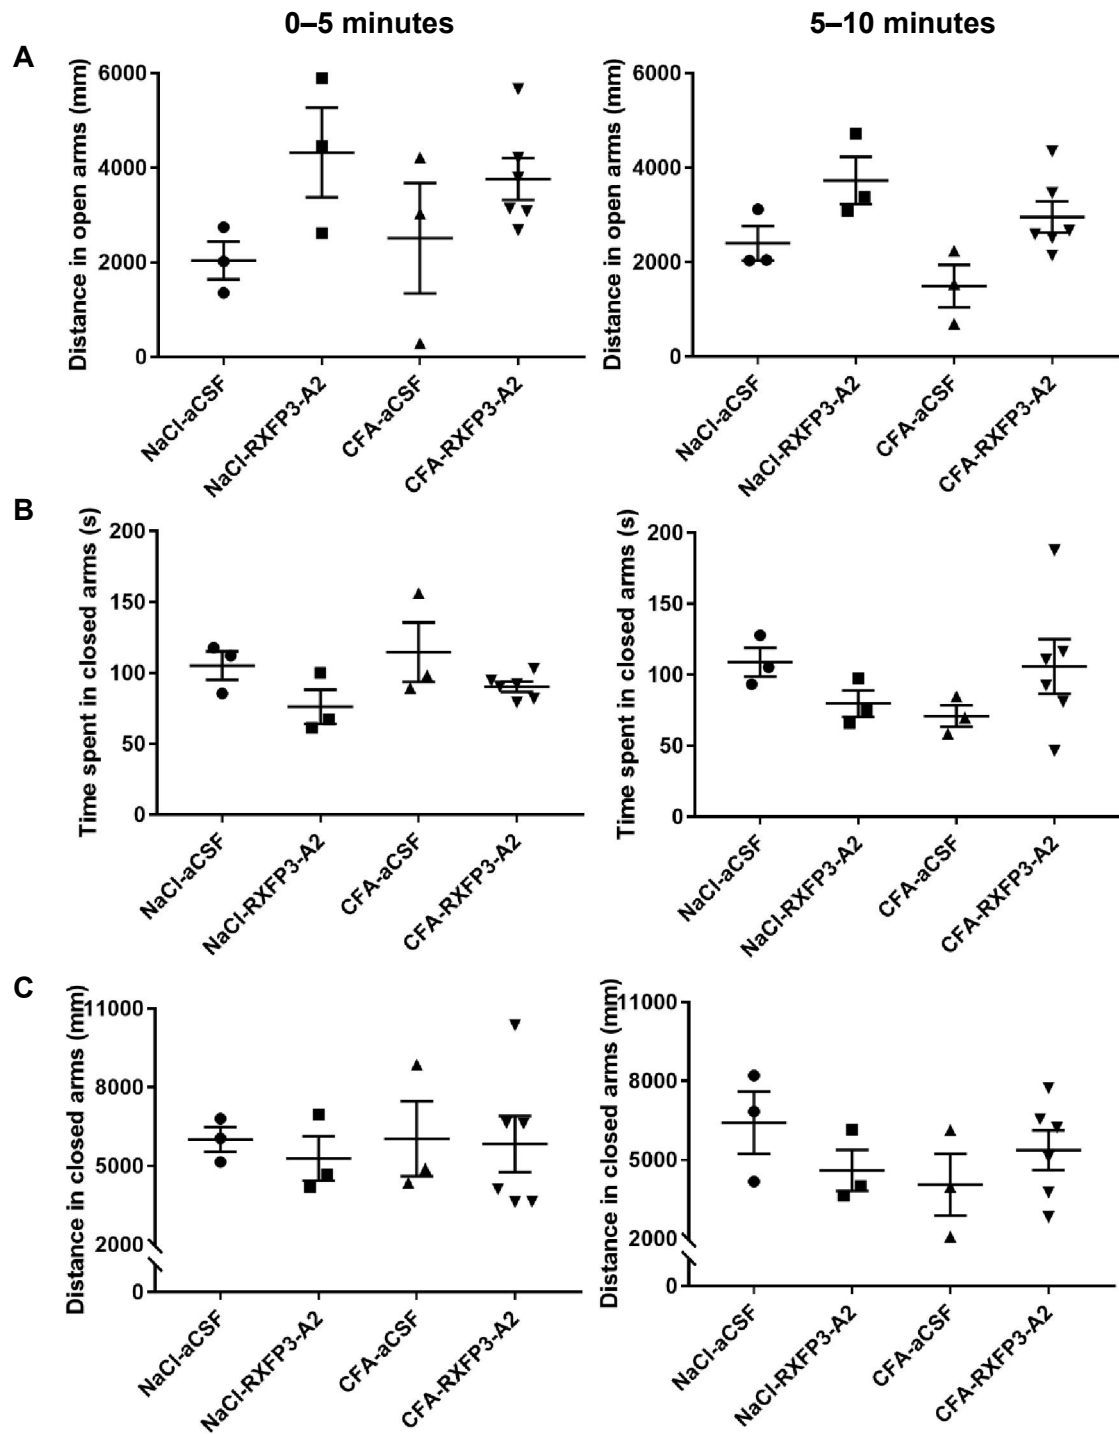 0–5 minutes
5–10 minutes
A
Distance in open arms (mm)
6000
4000
2000
0
NaCl-aCSF
NaCl-RXFP3-A2
CFA-aCSF
CFA-RXFP3-A2
Distance in open arms (mm)
6000
4000
2000
0
NaCl-aCSF
NaCl-RXFP3-A2
CFA-aCSF
CFA-RXFP3-A2
B
Time spent in closed arms (s)
200
150
100
50
0
NaCl-aCSF
NaCl-RXFP3-A2
CFA-aCSF
CFA-RXFP3-A2
Time spent in closed arms (s)
200
150
100
50
0
NaCl-aCSF
NaCl-RXFP3-A2
CFA-aCSF
CFA-RXFP3-A2
C
Distance in closed arms (mm)
11000
8000
5000
2000
0
NaCl-aCSF
NaCl-RXFP3-A2
CFA-aCSF
CFA-RXFP3-A2
Distance in closed arms (mm)
11000
8000
5000
2000
0
NaCl-aCSF
NaCl-RXFP3-A2
CFA-aCSF
CFA-RXFP3-A2